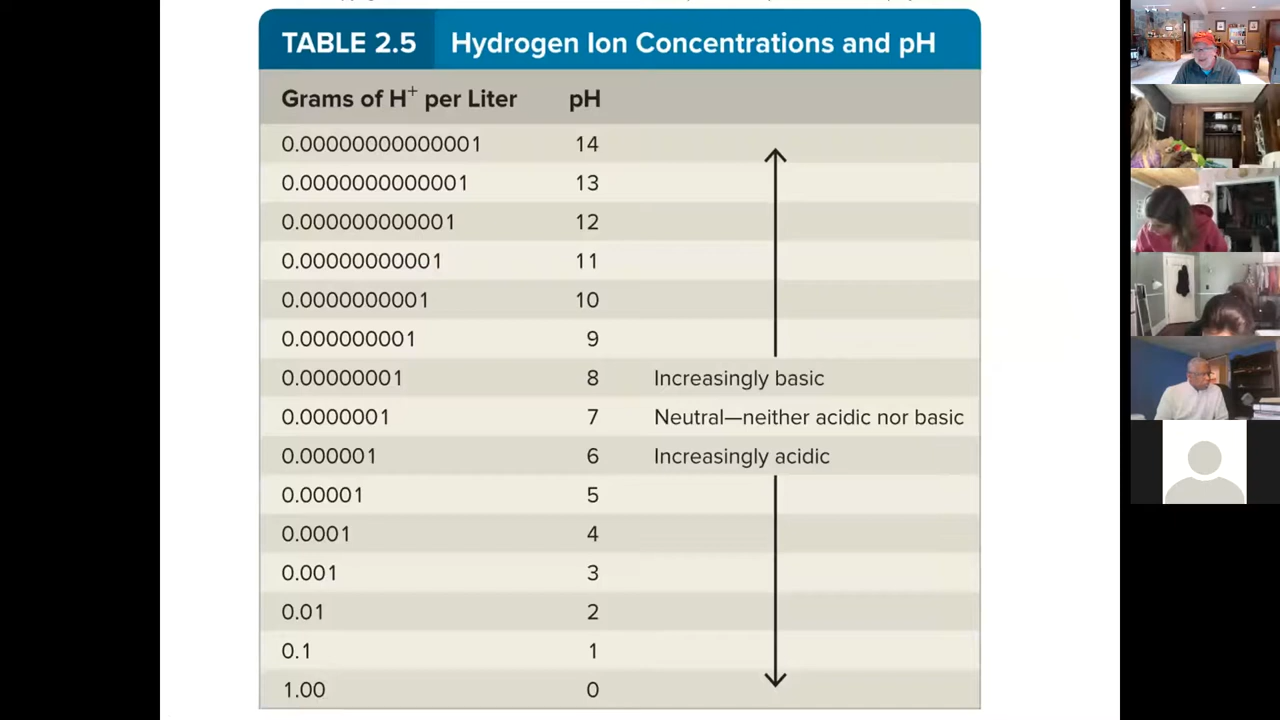 TABLE 2.5 Hydrogen Ion Concentrations and pH
Grams of H⁺ per Liter pH
0.00000000000001 14
0.0000000000001 13
0.000000000001 12
0.00000000001 11
0.0000000001 10
0.000000001 9
0.00000001 8 Increasingly basic
0.0000001 7 Neutral—neither acidic nor basic
0.000001 6 Increasingly acidic
0.00001 5
0.0001 4
0.001 3
0.01 2
0.1 1
1.00 0